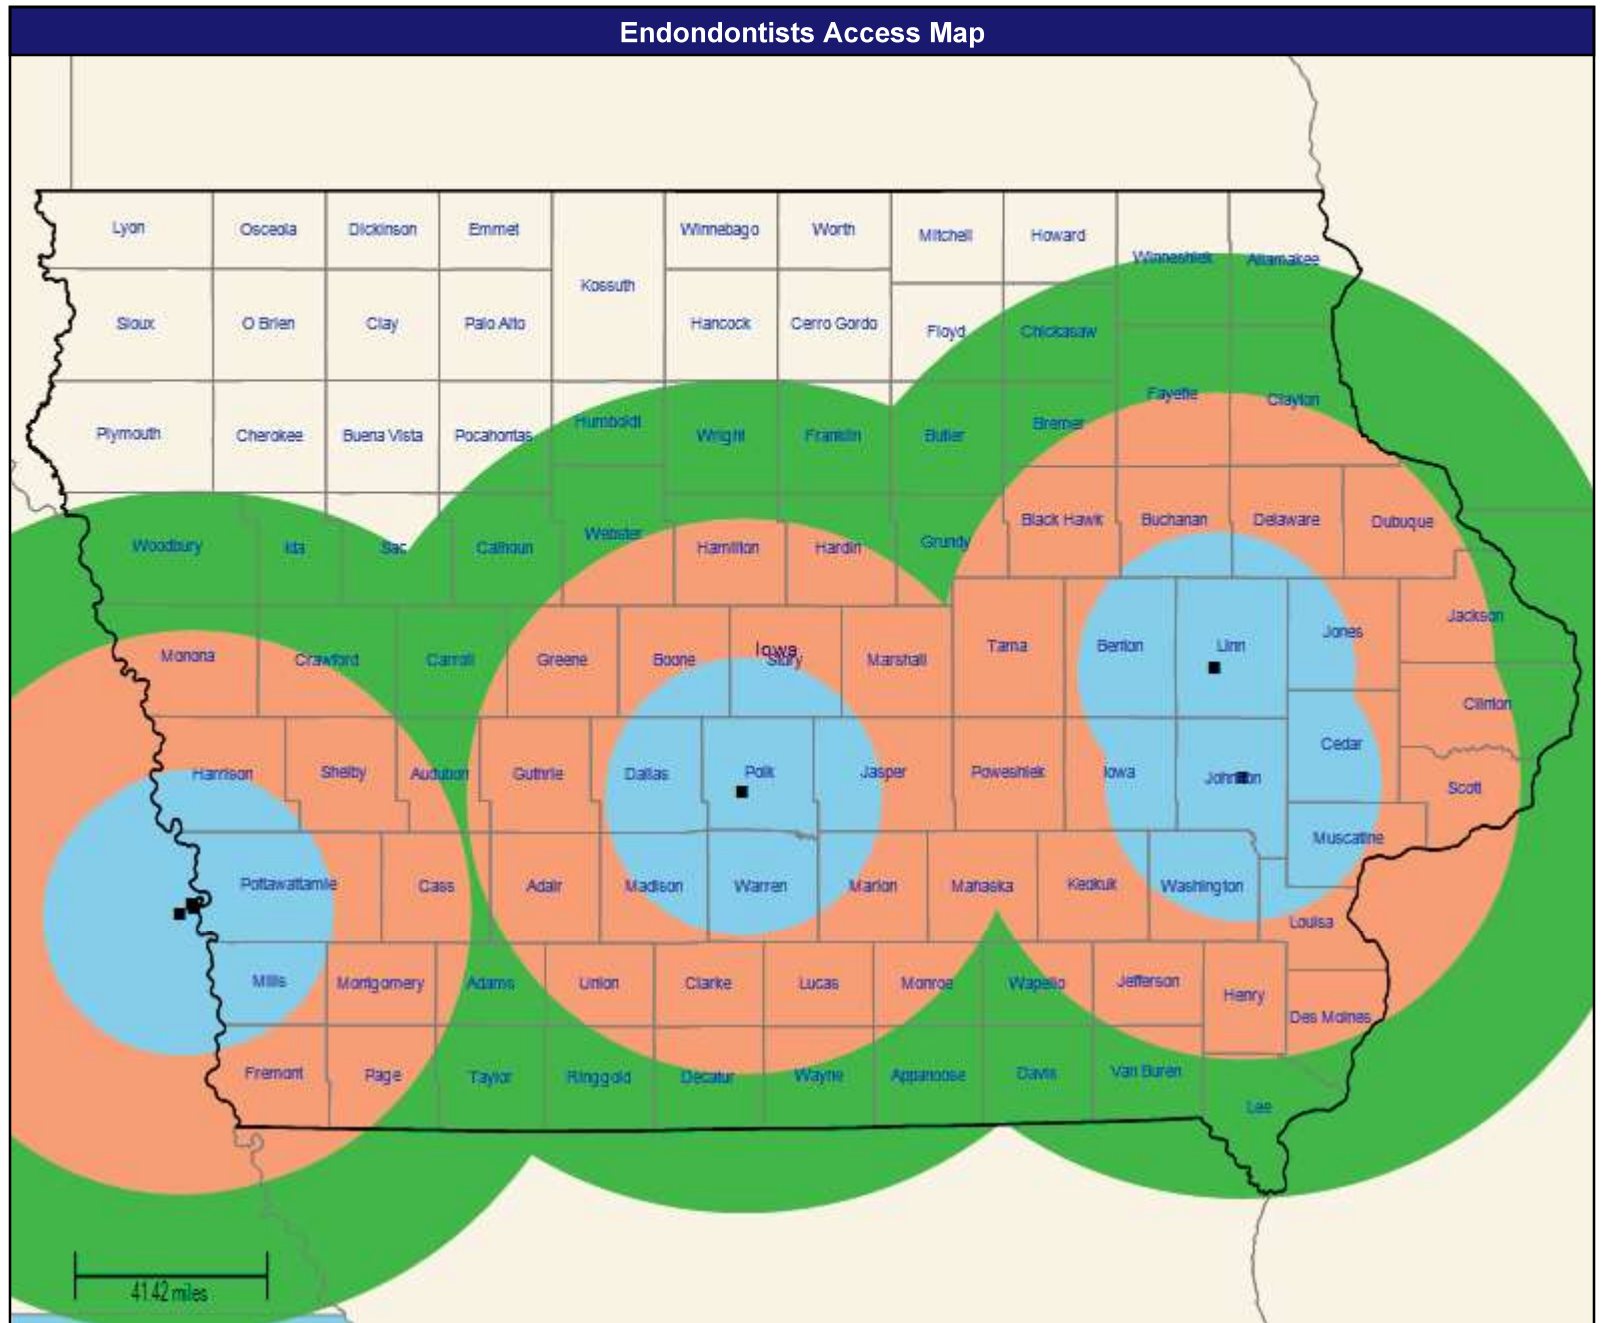 Endondontists Access Map
Lyon
Osceola
Dickinson
Emmet
Winnebago
Worth
Mitchell
Howard
Winneshiek
Allamakee
Kossuth
Sioux
O Brien
Clay
Palo Alto
Hancock
Cerro Gordo
Floyd
Chickasaw
Fayette
Clayton
Plymouth
Cherokee
Buena Vista
Pocahontas
Humboldt
Wright
Franklin
Butler
Bremer
Woodbury
Ida
Sac
Calhoun
Webster
Hamilton
Hardin
Grundy
Black Hawk
Buchanan
Delaware
Dubuque
Jackson
Monona
Crawford
Carroll
Greene
Boone
Iowa
Story
Marshall
Tama
Benton
Linn
Jones
Clinton
Harrison
Shelby
Audubon
Guthrie
Dallas
Polk
Jasper
Poweshiek
Iowa
Johnson
Cedar
Scott
Muscatine
Pottawattamie
Cass
Adair
Madison
Warren
Marion
Mahaska
Keokuk
Washington
Louisa
Mills
Montgomery
Adams
Union
Clarke
Lucas
Monroe
Wapello
Jefferson
Henry
Des Moines
Fremont
Page
Taylor
Ringgold
Decatur
Wayne
Appanoose
Davis
Van Buren
Lee
41.42 miles